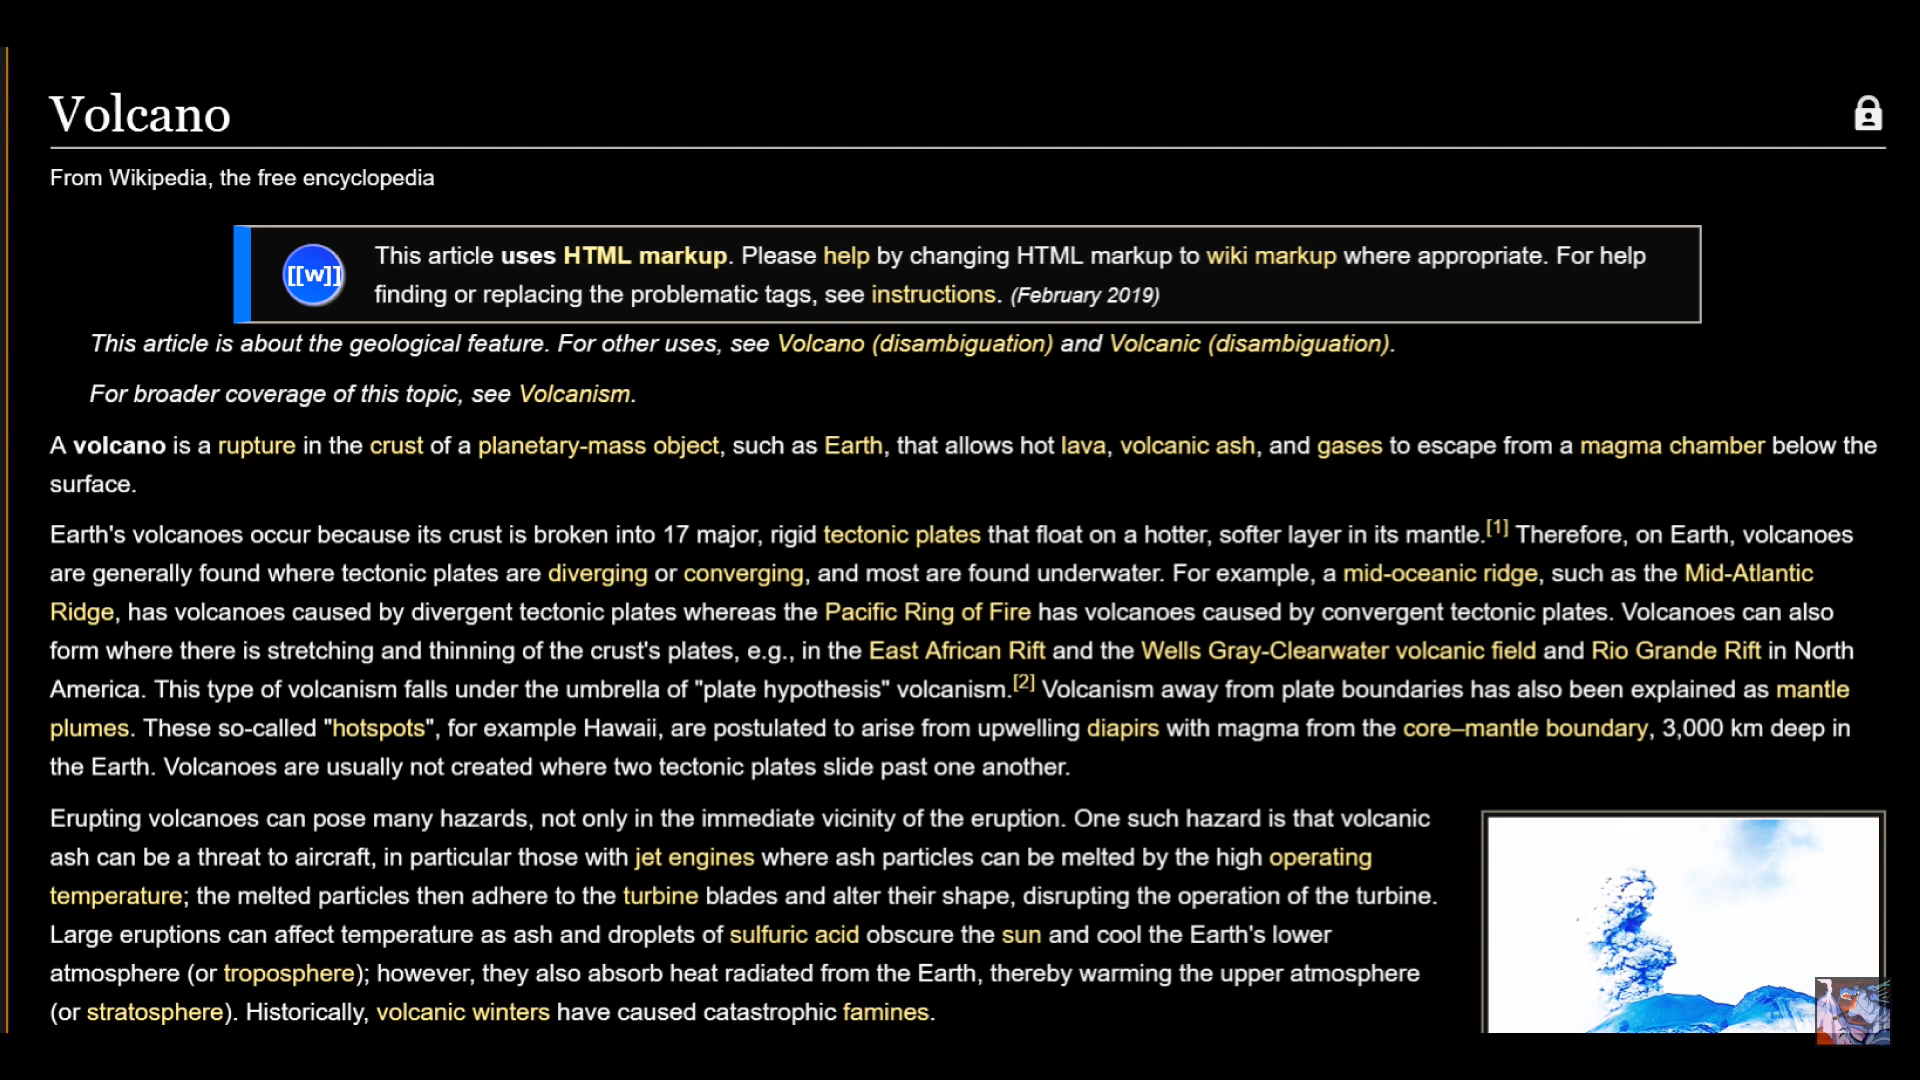 Volcano
From Wikipedia, the free encyclopedia
[[w]]
This article uses HTML markup. Please help by changing HTML markup to wiki markup where appropriate. For help
finding or replacing the problematic tags, see instructions. (February 2019)
This article is about the geological feature. For other uses, see Volcano (disambiguation) and Volcanic (disambiguation).
For broader coverage of this topic, see Volcanism.
A volcano is a rupture in the crust of a planetary-mass object, such as Earth, that allows hot lava, volcanic ash, and gases to escape from a magma chamber below the
surface.
Earth's volcanoes occur because its crust is broken into 17 major, rigid tectonic plates that float on a hotter, softer layer in its mantle.[1] Therefore, on Earth, volcanoes
are generally found where tectonic plates are diverging or converging, and most are found underwater. For example, a mid-oceanic ridge, such as the Mid-Atlantic
Ridge, has volcanoes caused by divergent tectonic plates whereas the Pacific Ring of Fire has volcanoes caused by convergent tectonic plates. Volcanoes can also
form where there is stretching and thinning of the crust's plates, e.g., in the East African Rift and the Wells Gray-Clearwater volcanic field and Rio Grande Rift in North
America. This type of volcanism falls under the umbrella of "plate hypothesis" volcanism.[2] Volcanism away from plate boundaries has also been explained as mantle
plumes. These so-called "hotspots", for example Hawaii, are postulated to arise from upwelling diapirs with magma from the core–mantle boundary, 3,000 km deep in
the Earth. Volcanoes are usually not created where two tectonic plates slide past one another.
Erupting volcanoes can pose many hazards, not only in the immediate vicinity of the eruption. One such hazard is that volcanic
ash can be a threat to aircraft, in particular those with jet engines where ash particles can be melted by the high operating
temperature; the melted particles then adhere to the turbine blades and alter their shape, disrupting the operation of the turbine.
Large eruptions can affect temperature as ash and droplets of sulfuric acid obscure the sun and cool the Earth's lower
atmosphere (or troposphere); however, they also absorb heat radiated from the Earth, thereby warming the upper atmosphere
(or stratosphere). Historically, volcanic winters have caused catastrophic famines.